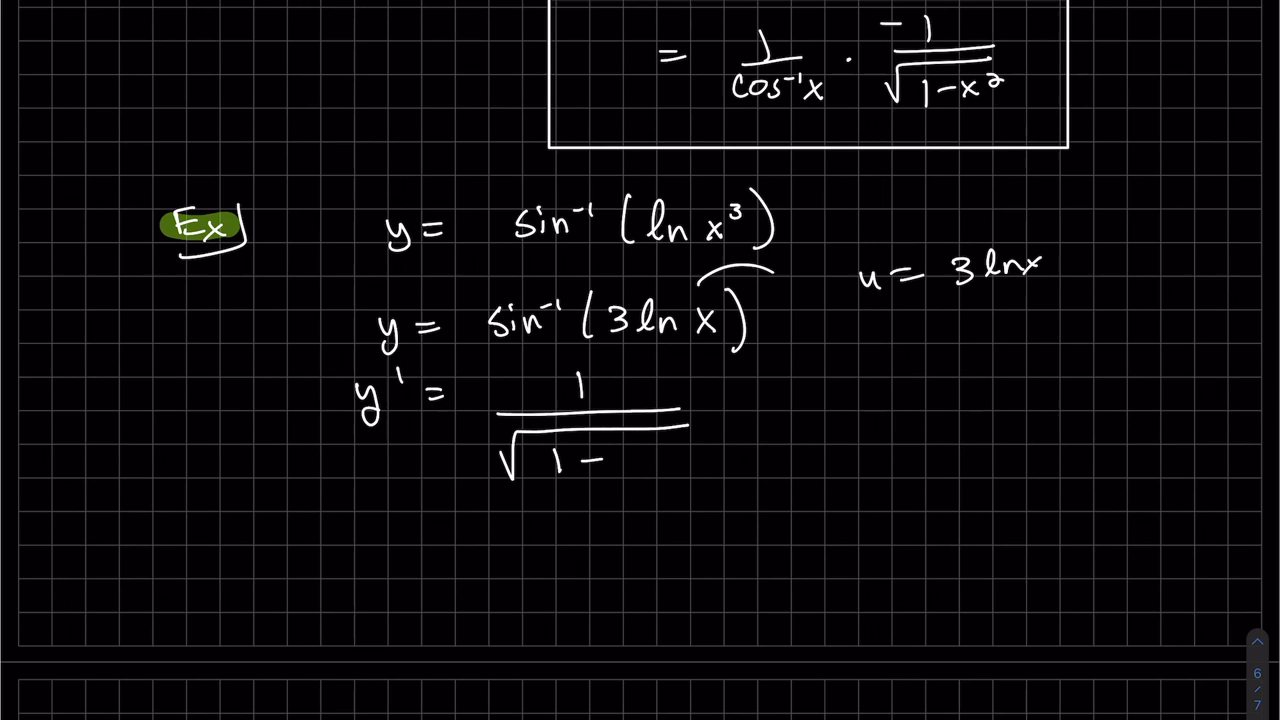 = 1/cos⁻¹x · -1/√(1-x²)
Ex
y = sin⁻¹(ln x³)
u = 3 ln x
y = sin⁻¹(3 ln x)
y' = 1/√(1 -
6/7